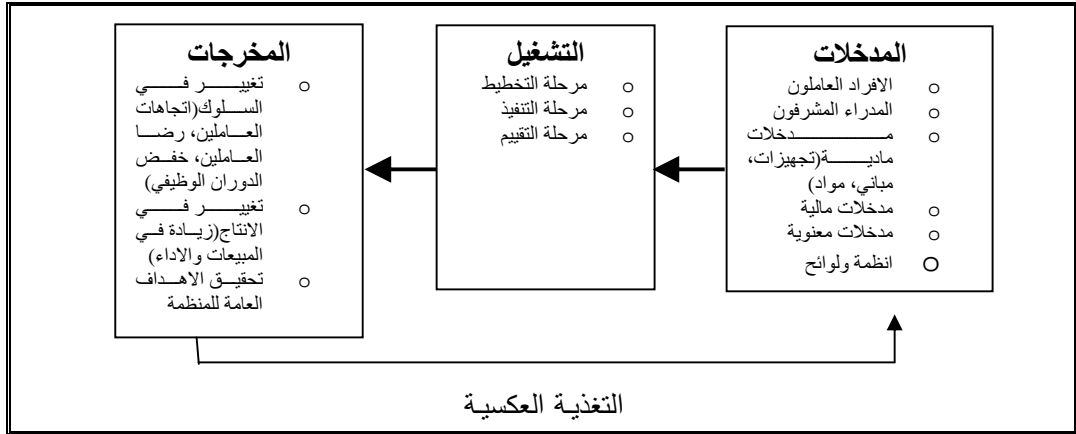 المدخلات
o الافراد العاملون
o المدراء المشرفون
o مدخلات
مادية(تجهيزات،
مباني، مواد)
o مدخلات مالية
o مدخلات معنوية
o انظمة ولوائح
التشغيل
o مرحلة التخطيط
o مرحلة التنفيذ
o مرحلة التقييم
المخرجات
o تغيير في
السلوك(اتجاهات
العاملين، رضا
العاملين، خفض
الدوران الوظيفي)
o تغيير في
الانتاج(زيادة في
المبيعات والاداء)
o تحقيق الاهداف
العامة للمنظمة
التغذية العكسية